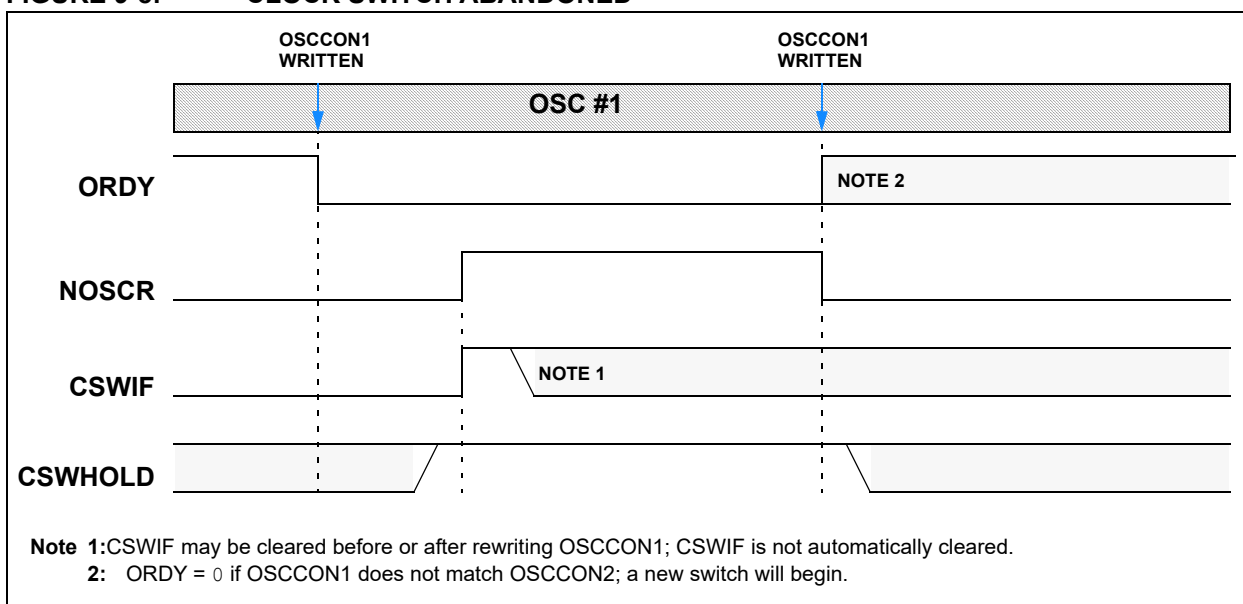 OSCCON1
WRITTEN
OSCCON1
WRITTEN
OSC #1
ORDY
NOTE 2
NOSCR
CSWIF
NOTE 1
CSWHOLD
Note 1:CSWIF may be cleared before or after rewriting OSCCON1; CSWIF is not automatically cleared.
2: ORDY = 0 if OSCCON1 does not match OSCCON2; a new switch will begin.